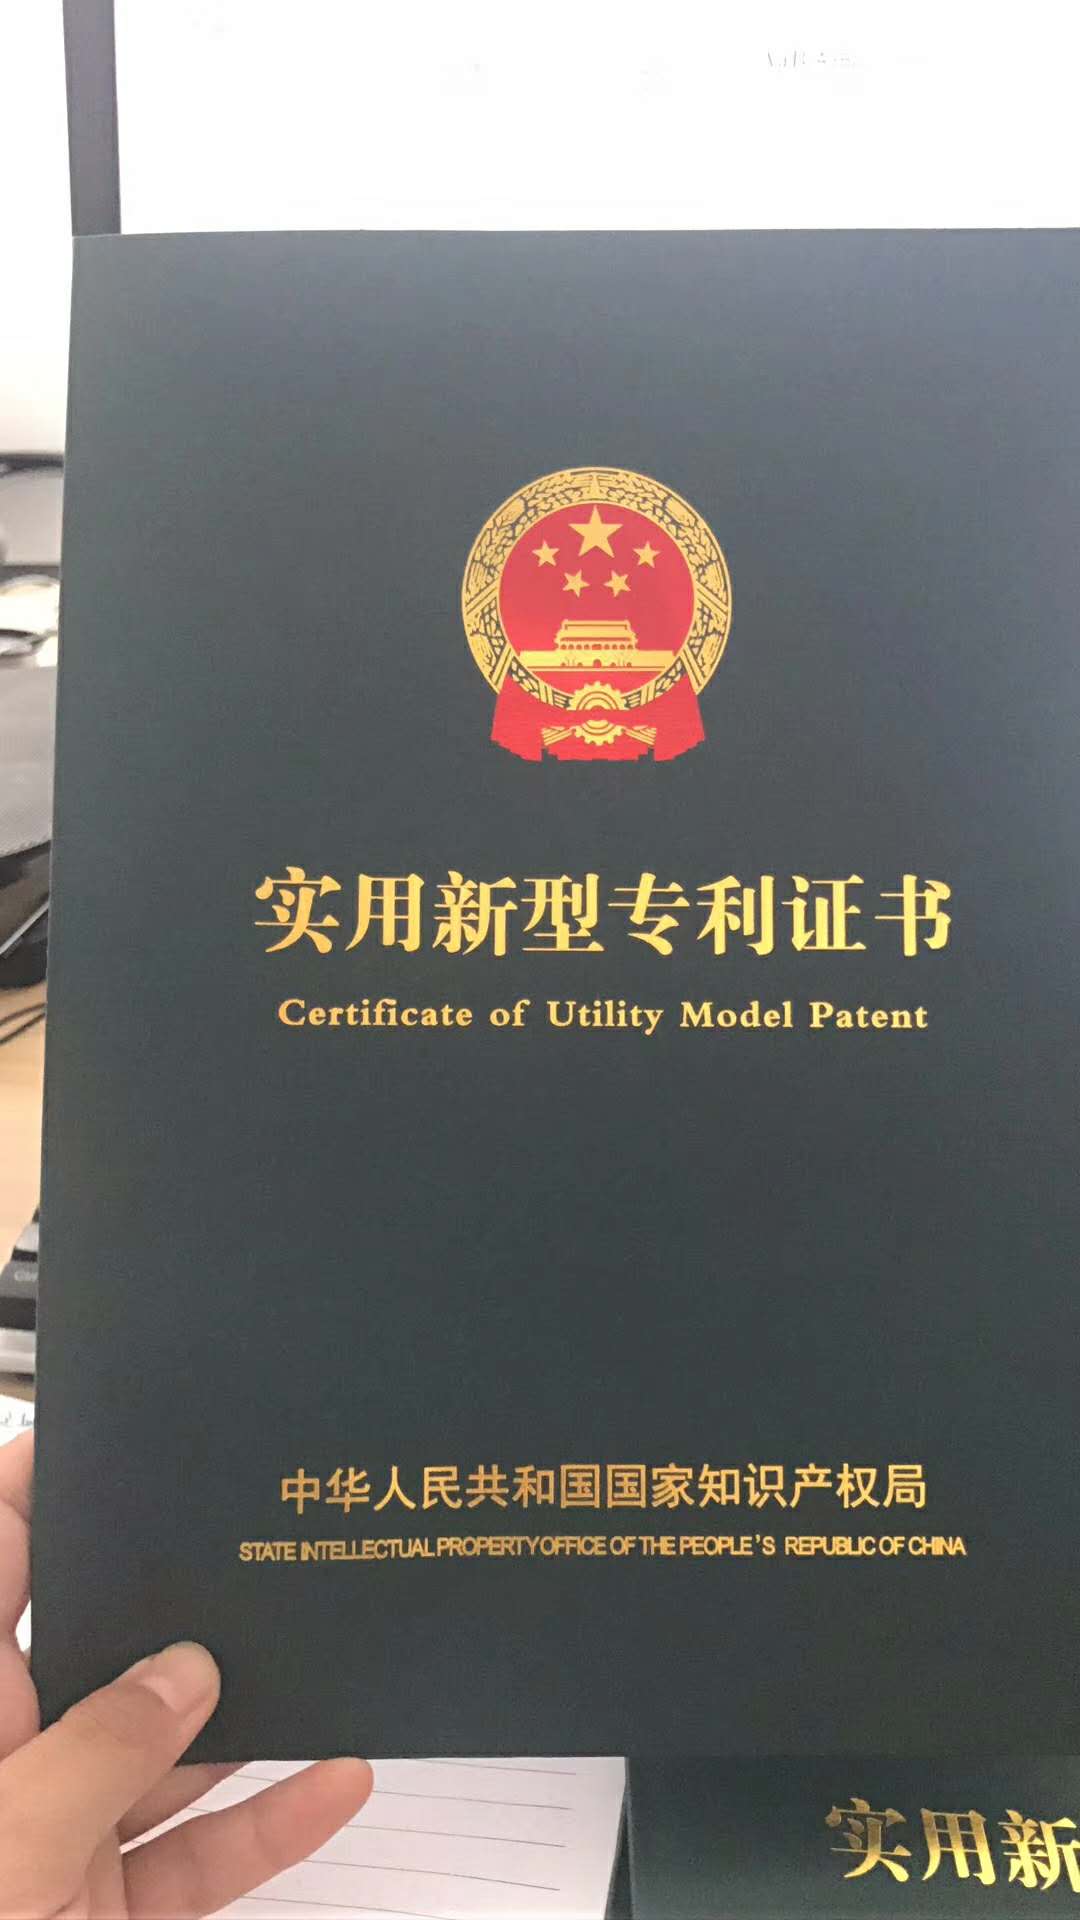 实用新型专利证书
Certificate of Utility Model Patent
中华人民共和国国家知识产权局
STATE INTELLECTUAL PROPERTY OFFICE OF THE PEOPLE'S REPUBLIC OF CHINA
实用新